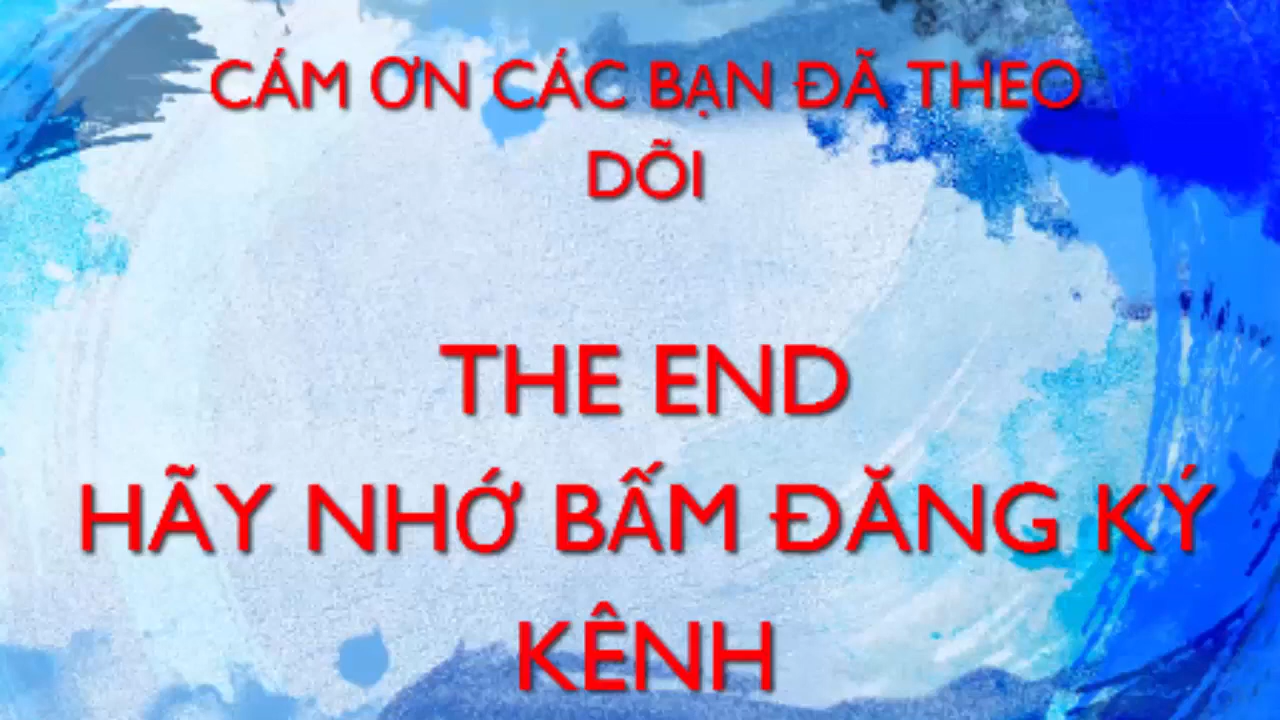 CÁM ƠN CÁC BẠN ĐÃ THEO
DÕI
THE END
HÃY NHỚ BẤM ĐĂNG KÝ
KÊNH